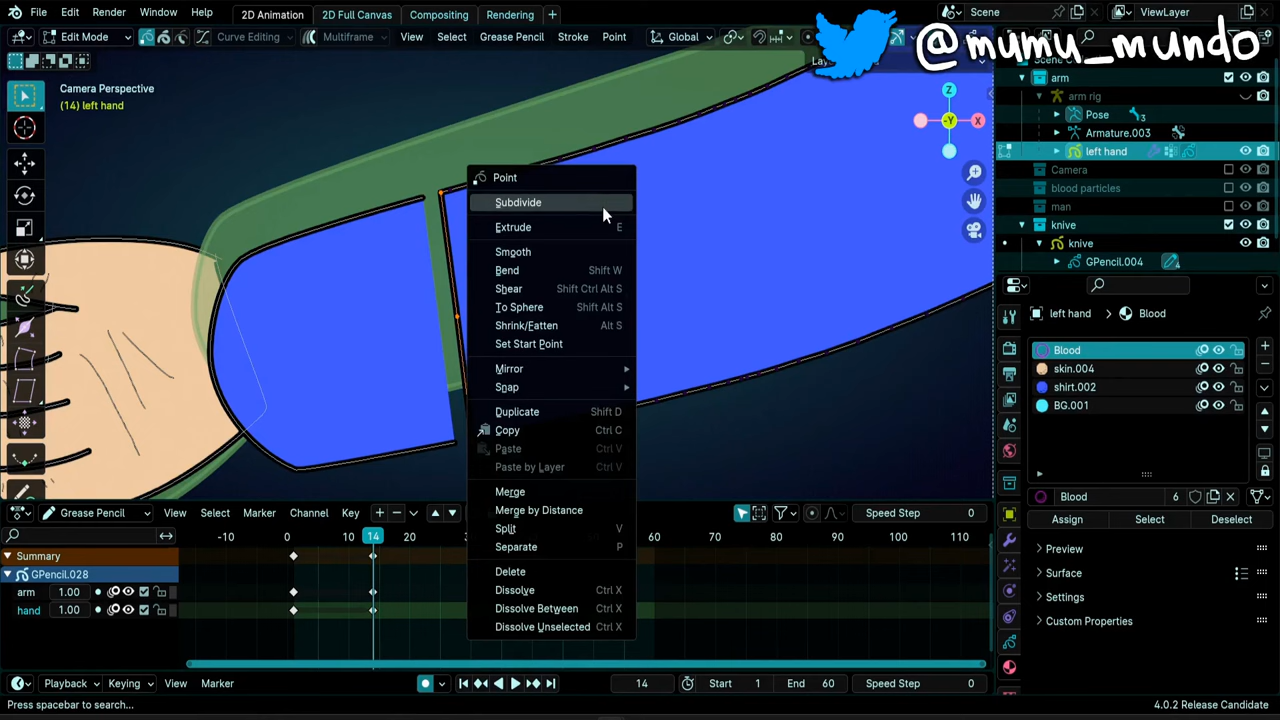 File Edit Render Window Help 2D Animation 2D Full Canvas Compositing Rendering + Scene ViewLayer
@mumu_mundo
Edit Mode Curve Editing Multiframe View Select Grease Pencil Stroke Point Global
Camera Perspective
(14) left hand
Z
X
-Y
arm
arm rig
Pose 3
Armature.003
left hand
Camera
blood particles
man
knive
knive
GPencil.004 4
left hand > Blood
Blood
skin.004
shirt.002
BG.001
Blood 6
Assign Select Deselect
Preview
Surface
Settings
Custom Properties
Point
Subdivide
Extrude E
Smooth
Bend Shift W
Shear Shift Ctrl Alt S
To Sphere Shift Alt S
Shrink/Fatten Alt S
Set Start Point
Mirror
Snap
Duplicate Shift D
Copy Ctrl C
Paste Ctrl V
Paste by Layer Ctrl V
Merge
Merge by Distance
Split V
Separate P
Delete
Dissolve Ctrl X
Dissolve Between Ctrl X
Dissolve Unselected Ctrl X
Grease Pencil View Select Marker Channel Key Speed Step 0
-10 0 10 14 20 60 70 80 90 100 110
Summary
GPencil.028
arm 1.00
hand 1.00
Playback Keying View Marker 14 Start 1 End 60 Speed Step 0
Press spacebar to search... 4.0.2 Release Candidate